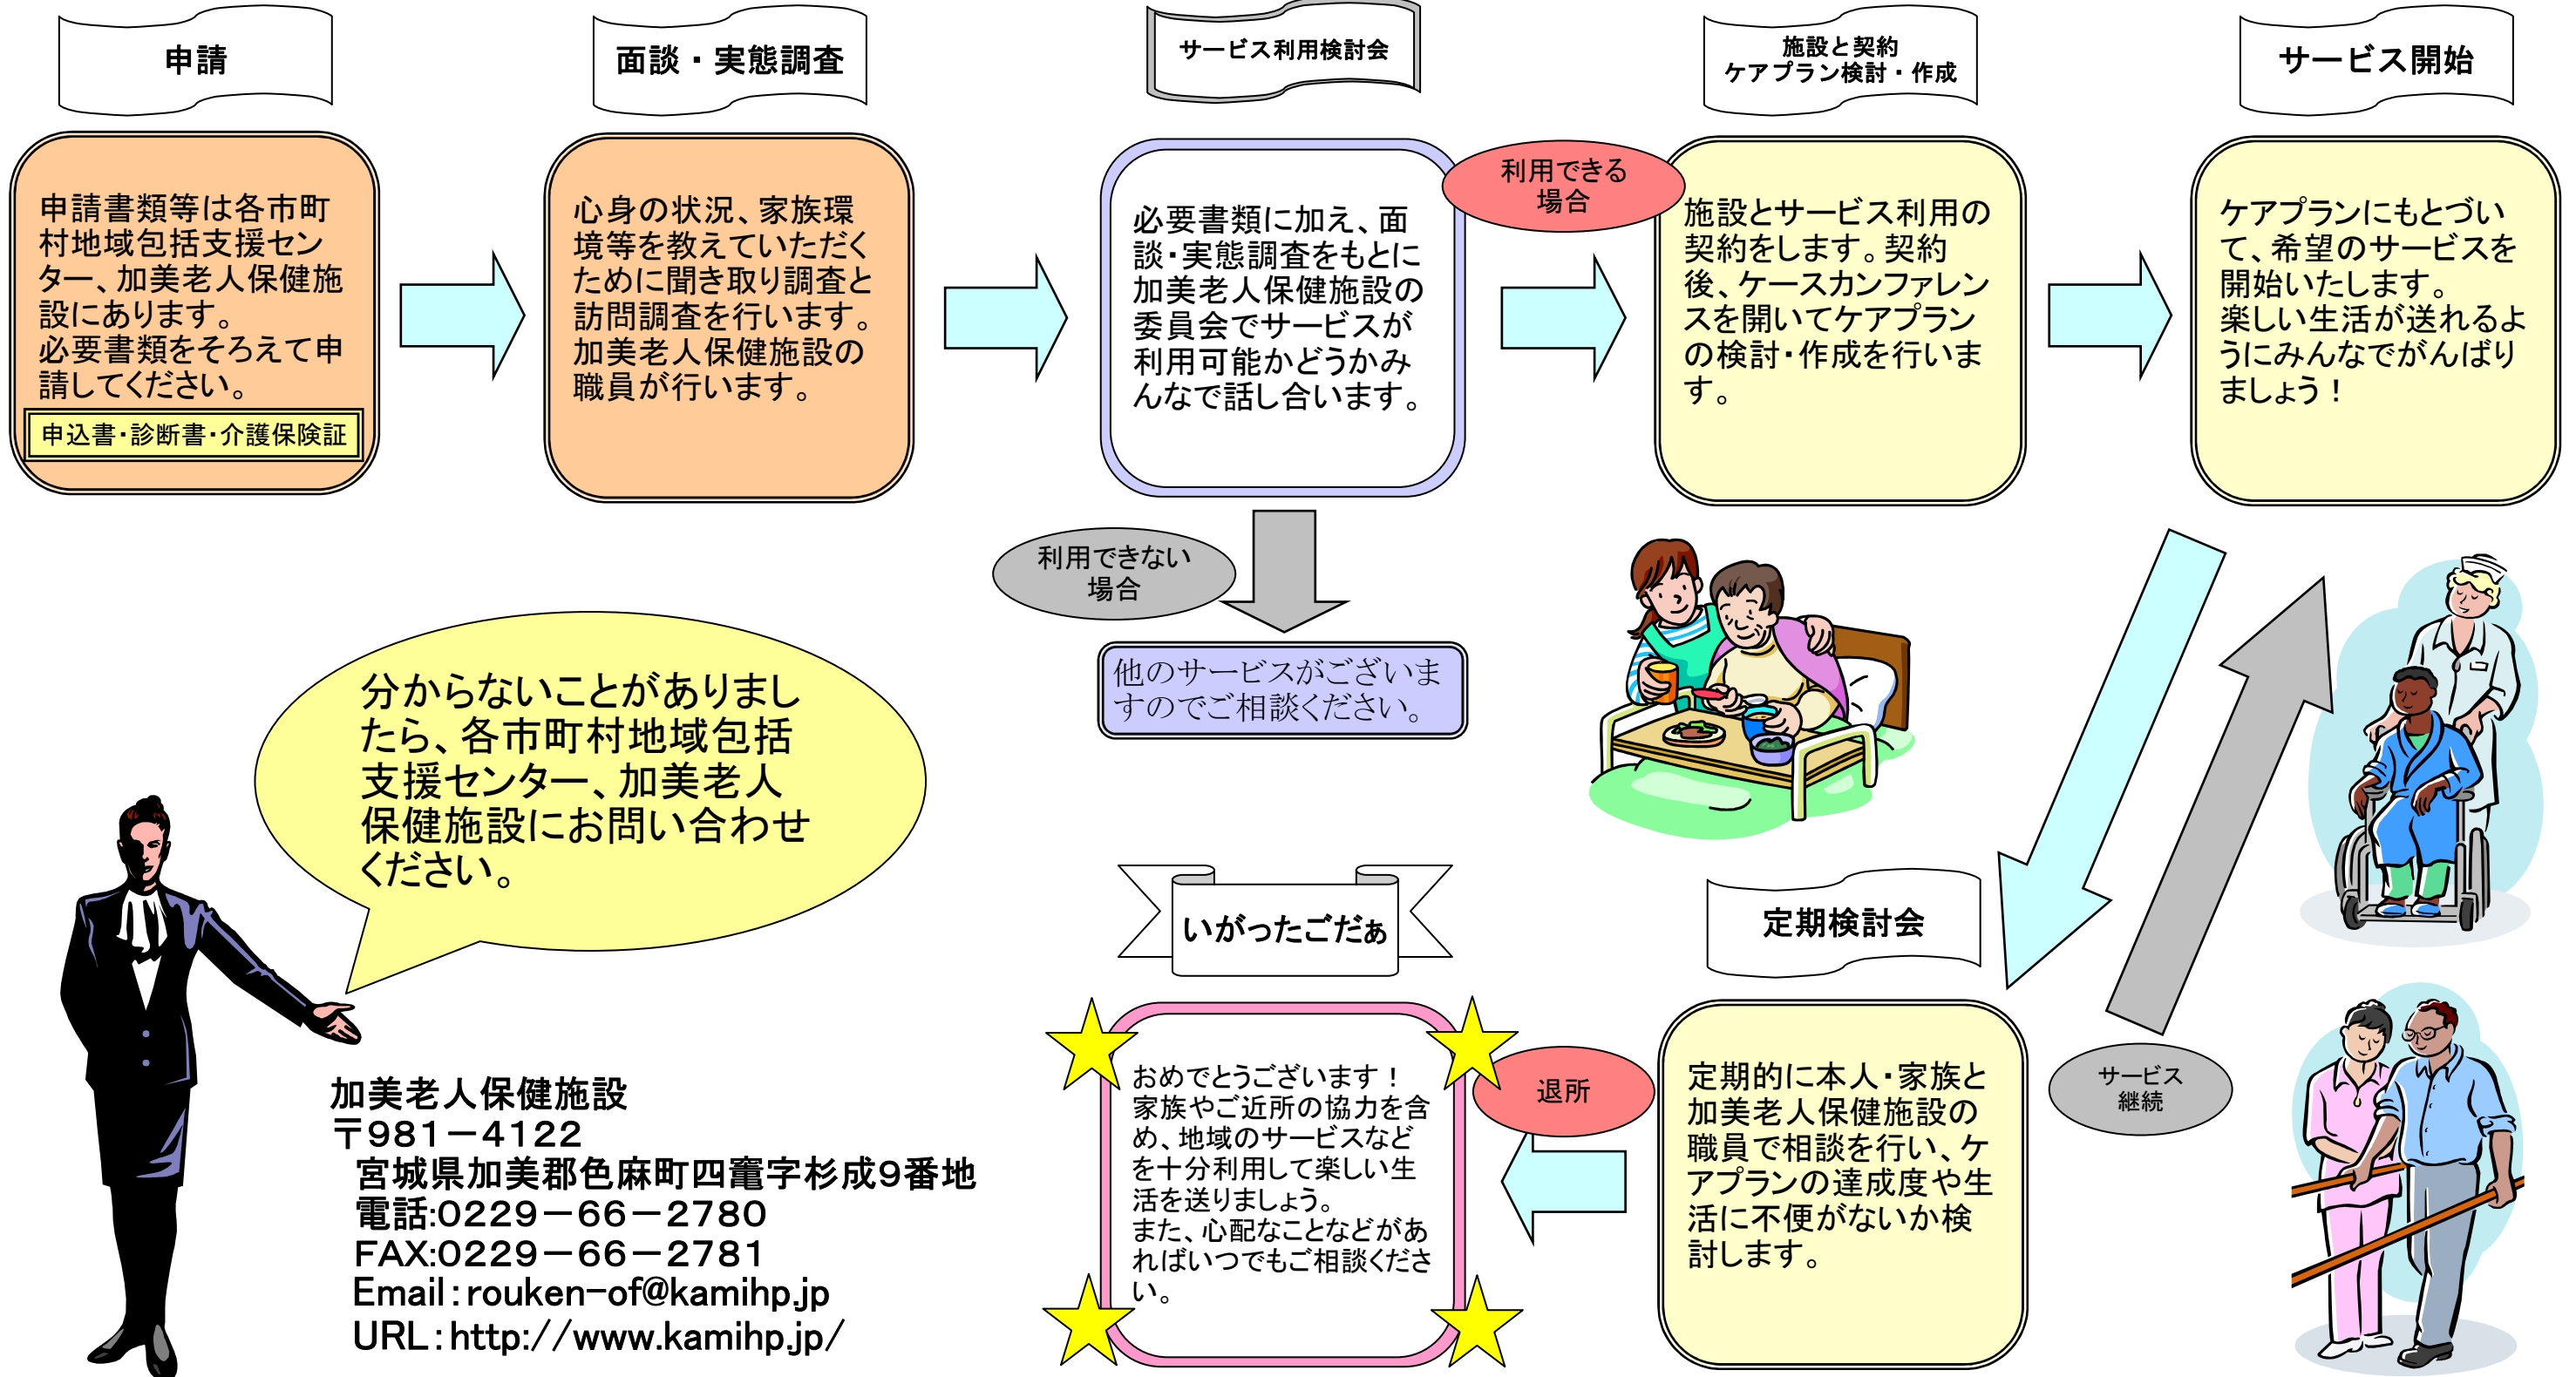 申請
申請書類等は各市町
村地域包括支援セン
ター、加美老人保健施
設にあります。
必要書類をそろえて申
請してください。
申込書・診断書・介護保険証
面談・実態調査
心身の状況、家族環
境等を教えていただく
ために聞き取り調査と
訪問調査を行います。
加美老人保健施設の
職員が行います。
サービス利用検討会
必要書類に加え、面
談・実態調査をもとに
加美老人保健施設の
委員会でサービスが
利用可能かどうかみ
んなで話し合います。
利用できる
場合
施設と契約
ケアプラン検討・作成
施設とサービス利用の
契約をします。契約
後、ケースカンファレン
スを開いてケアプラン
の検討・作成を行いま
す。
サービス開始
ケアプランにもとづい
て、希望のサービスを
開始いたします。
楽しい生活が送れるよ
うにみんなでがんばり
ましょう！
利用できない
場合
他のサービスがございま
すのでご相談ください。
分からないことがありまし
たら、各市町村地域包括
支援センター、加美老人
保健施設にお問い合わせ
ください。
定期検討会
定期的に本人・家族と
加美老人保健施設の
職員で相談を行い、ケ
アプランの達成度や生
活に不便がないか検
討します。
サービス
継続
退所
いがったごだぁ
おめでとうございます！
家族やご近所の協力を含
め、地域のサービスなど
を十分利用して楽しい生
活を送りましょう。
また、心配なことなどがあ
ればいつでもご相談くださ
い。
加美老人保健施設
〒981－4122
宮城県加美郡色麻町四竈字杉成9番地
電話:0229－66－2780
FAX:0229－66－2781
Email：rouken-of@kamihp.jp
URL：http://www.kamihp.jp/